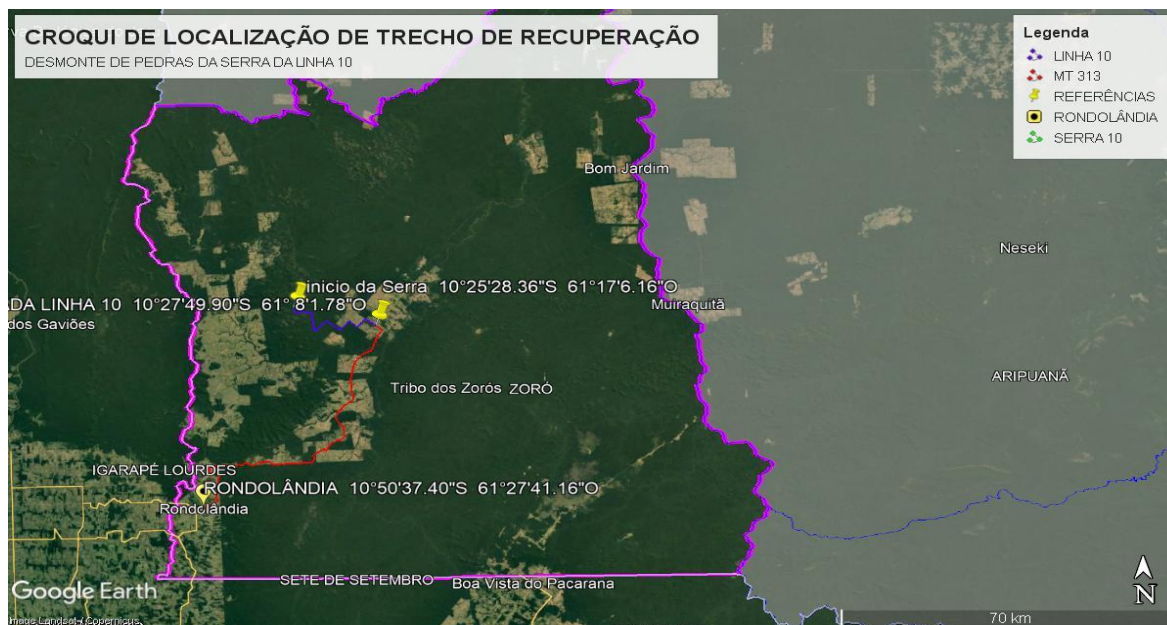 CROQUI DE LOCALIZAÇÃO DE TRECHO DE RECUPERAÇÃO
DESMONTE DE PEDRAS DA SERRA DA LINHA 10
Legenda
LINHA 10
MT 313
REFERÊNCIAS
RONDOLÂNDIA
SERRA 10
Bom Jardim
Neseki
inicio da Serra 10°25'28.36"S 61°17'6.16"O
DA LINHA 10 10°27'49.90"S 61° 8'1.78"O
Muiraquitã
dos Gaviões
ARIPUANÃ
Tribo dos Zorós ZORÓ
IGARAPÉ LOURDES
RONDOLÂNDIA 10°50'37.40"S 61°27'41.16"O
Rondolândia
SETE DE SETEMBRO
Boa Vista do Pacarana
Google Earth
Image Landsat / Copernicus
N
70 km